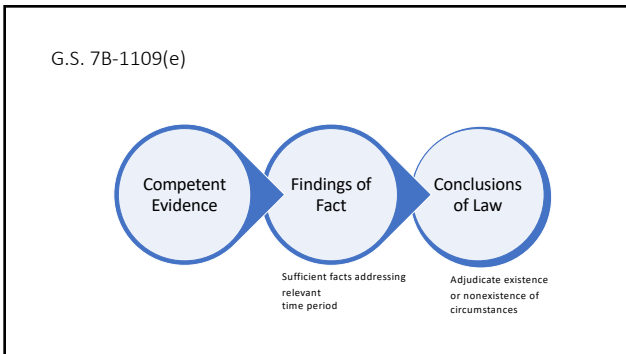 G.S. 7B-1109(e)
Competent
Evidence
Findings of
Fact
Conclusions
of Law
Sufficient facts addressing
relevant
time period
Adjudicate existence
or nonexistence of
circumstances